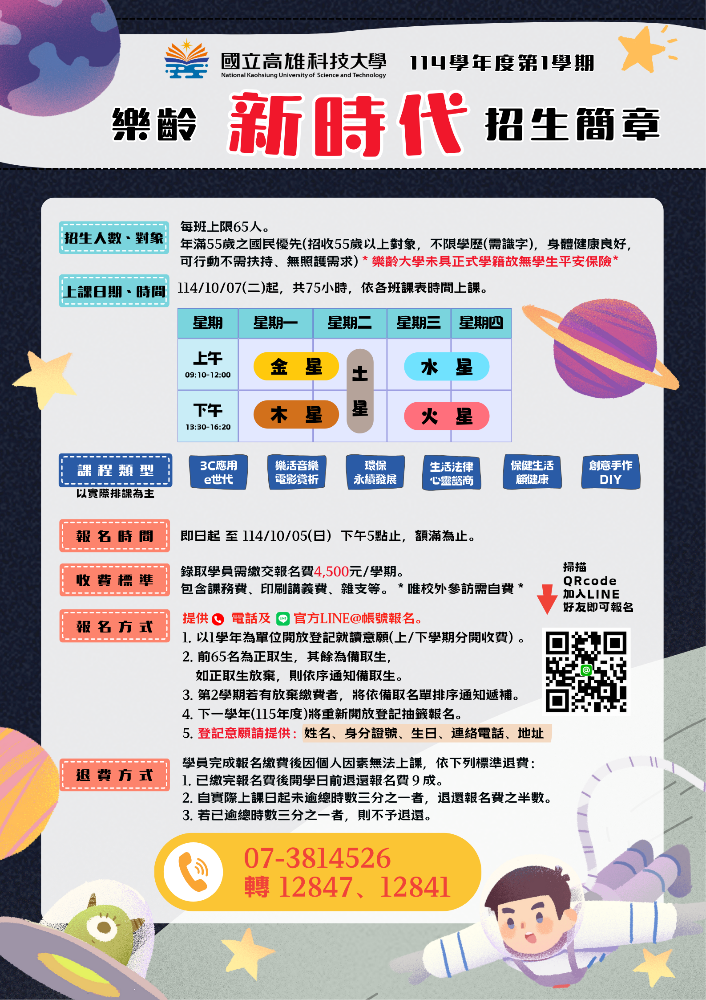 國立高雄科技大學
National Kaohsiung University of Science and Technology
114學年度第1學期
樂齡 新時代 招生簡章
招生人數、對象
每班上限65人。
年滿55歲之國民優先(招收55歲以上對象，不限學歷(需識字)，身體健康良好，
可行動不需扶持、無照護需求) * 樂齡大學未具正式學籍故無學生平安保險*
上課日期、時間
114/10/07(二)起，共75小時，依各班課表時間上課。
星期 星期一 星期二 星期三 星期四
上午
09:10-12:00
金星
土星
水星
下午
13:30-16:20
木星
火星
課程類型
以實際排課為主
3C應用
e世代
樂活音樂
電影賞折
環保
永續發展
生活法律
心靈諮商
保健生活
顧健康
創意手作
DIY
報名時間
即日起 至 114/10/05(日) 下午5點止，額滿為止。
收費標準
錄取學員需繳交報名費4,500元/學期。
包含課務費、印刷講義費、雜支等。 * 唯校外參訪需自費 *
掃描
QRcode
加入LINE
好友即可報名
報名方式
提供 電話及 LINE 官方LINE@帳號報名。
1. 以1學年為單位開放登記就讀意願(上/下學期分開收費) 。
2. 前65名為正取生，其餘為備取生，
如正取生放棄，則依序通知備取生。
3. 第2學期若有放棄繳費者，將依備取名單排序通知遞補。
4. 下一學年(115年度)將重新開放登記抽籤報名。
5. 登記意願請提供：姓名、身分證號、生日、連絡電話、地址
@
退費方式
學員完成報名繳費後因個人因素無法上課，依下列標準退費：
1. 已繳完報名費後開學日前退還報名費 9 成。
2. 自實際上課日起未逾總時數三分之一者，退還報名費之半數。
3. 若已逾總時數三分之一者，則不予退還。
07-3814526
轉 12847、12841